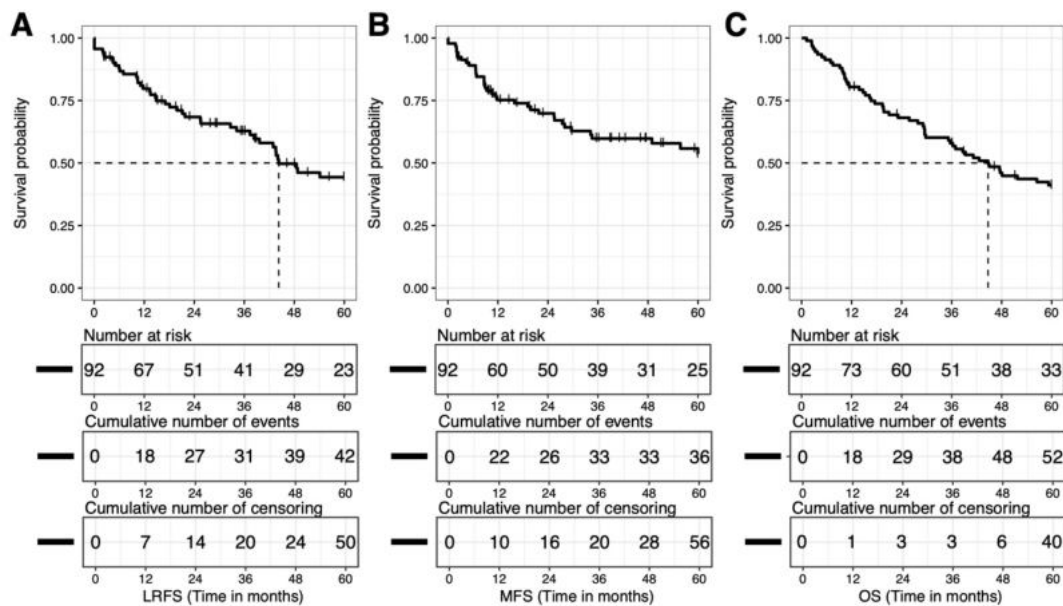 A
Survival probability
1.00
0.75
0.50
0.25
0.00
0 12 24 36 48 60
Number at risk
92 67 51 41 29 23
0 12 24 36 48 60
Cumulative number of events
0 18 27 31 39 42
0 12 24 36 48 60
Cumulative number of censoring
0 7 14 20 24 50
0 12 24 36 48 60
LRFS (Time in months)
B
Survival probability
1.00
0.75
0.50
0.25
0.00
0 12 24 36 48 60
Number at risk
92 60 50 39 31 25
0 12 24 36 48 60
Cumulative number of events
0 22 26 33 33 36
0 12 24 36 48 60
Cumulative number of censoring
0 10 16 20 28 56
0 12 24 36 48 60
MFS (Time in months)
C
Survival probability
1.00
0.75
0.50
0.25
0.00
0 12 24 36 48 60
Number at risk
92 73 60 51 38 33
0 12 24 36 48 60
Cumulative number of events
0 18 29 38 48 52
0 12 24 36 48 60
Cumulative number of censoring
0 1 3 3 6 40
0 12 24 36 48 60
OS (Time in months)